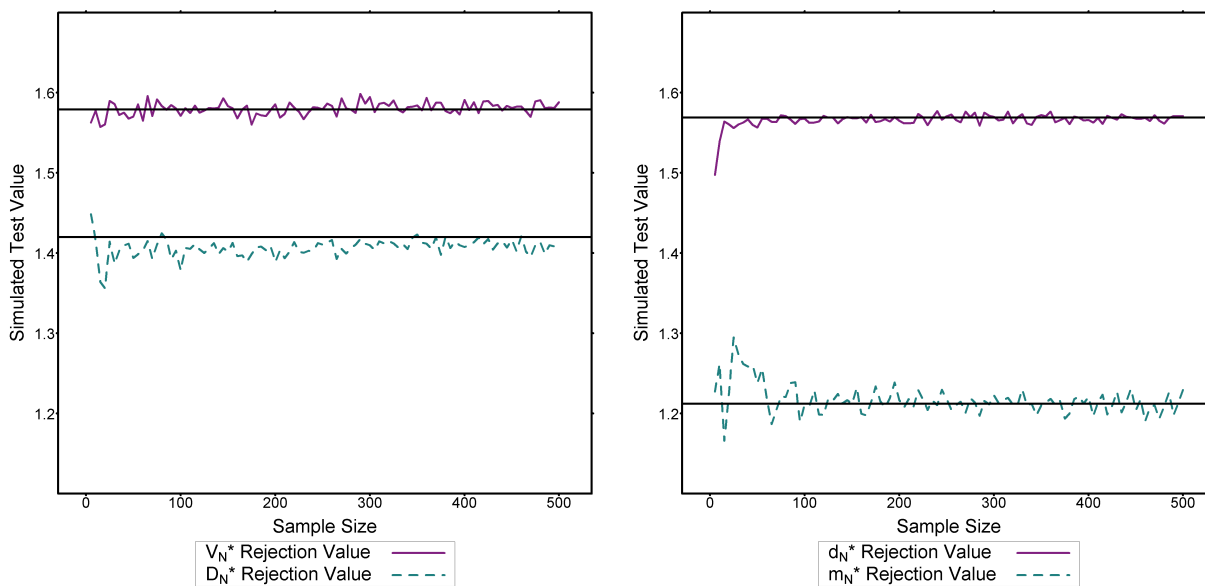 1.6
1.5
1.4
1.3
1.2
Simulated Test Value
0 100 200 300 400 500
Sample Size
V_N* Rejection Value
D_N* Rejection Value
1.6
1.5
1.4
1.3
1.2
Simulated Test Value
0 100 200 300 400 500
Sample Size
d_N* Rejection Value
m_N* Rejection Value